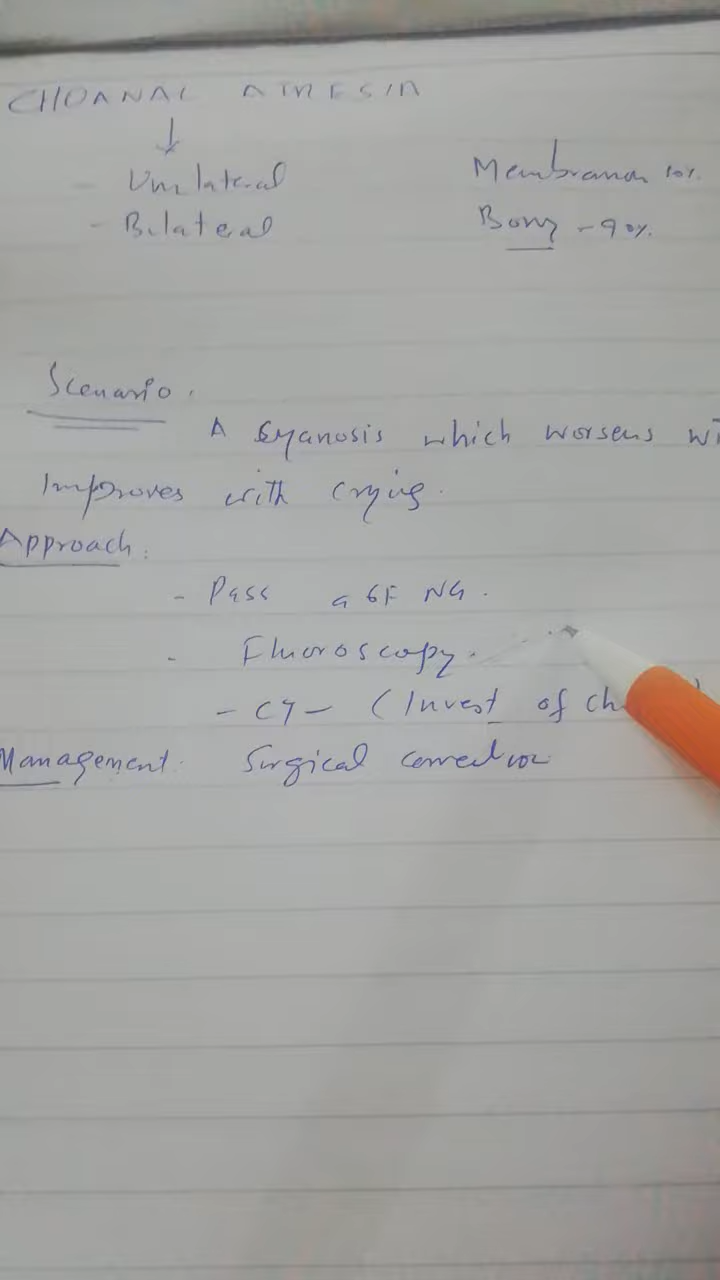 CHOANAL ATRESIA
- Unilateral
- Bilateral
Membranous 10%.
Bony - 90%.
Scenario.
A Cyanosis which worsens
Improves with crying.
Approach:
- Pass a 6F NG.
- Fluoroscopy.
- CT - (Invest of
Management: Surgical correction